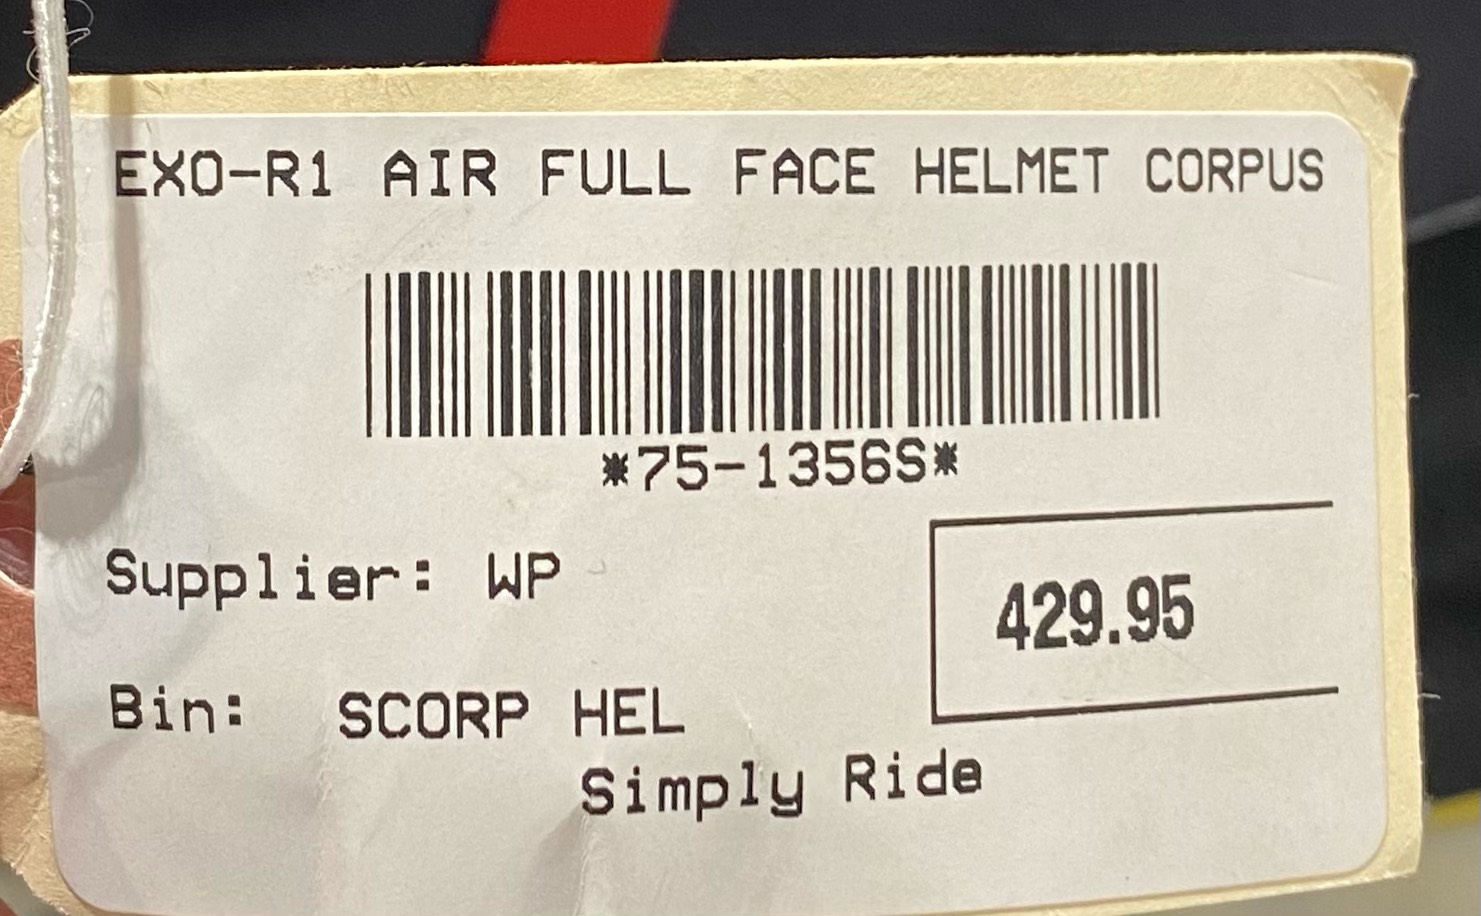 EXO-R1 AIR FULL FACE HELMET CORPUS
*75-1356S*
Supplier: WP
429.95
Bin: SCORP HEL
Simply Ride